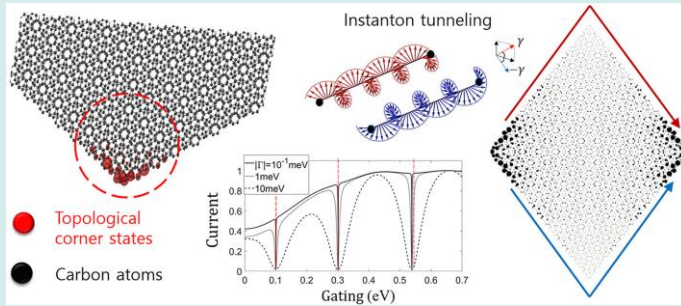 Instanton tunneling
γ
−γ
|Γ|=10⁻¹meV
1meV
10meV
Current
1
0.8
0.6
0.4
0.2
0
0 0.1 0.2 0.3 0.4 0.5 0.6 0.7
Gating (eV)
Topological
corner states
Carbon atoms